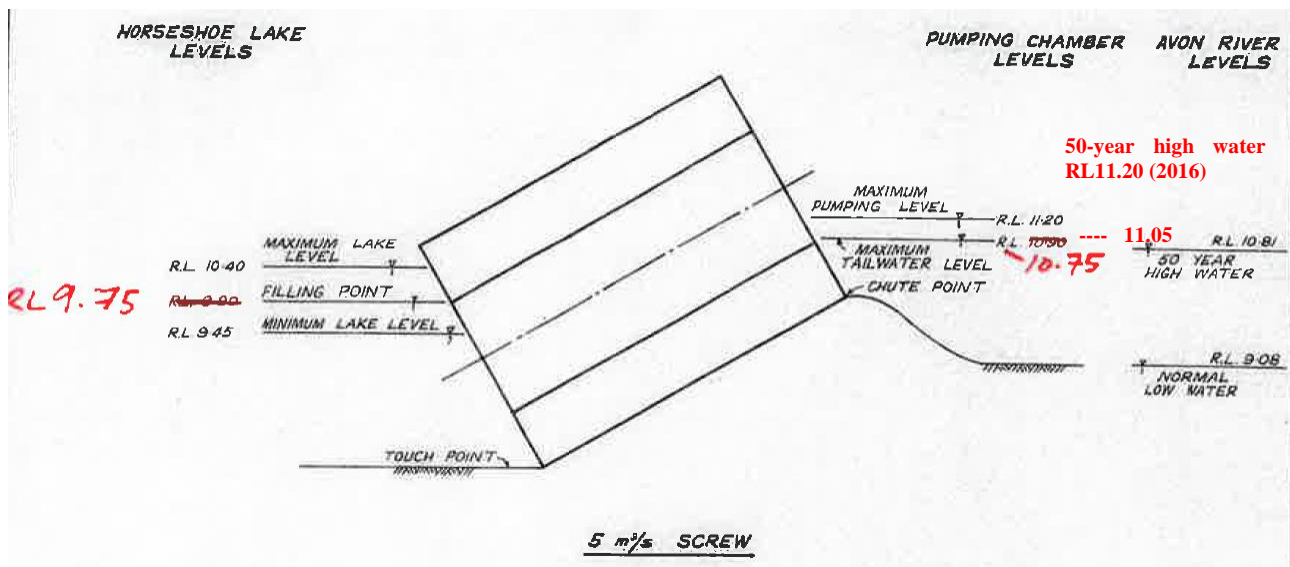 HORSESHOE LAKE
LEVELS
PUMPING CHAMBER
LEVELS
AVON RIVER
LEVELS
50-year high water
RL11.20 (2016)
MAXIMUM
PUMPING LEVEL
R.L. 11·20
MAXIMUM LAKE
LEVEL
R.L. 10·40
R.L. 10·90 ---- 11.05
10.75
MAXIMUM
TAILWATER LEVEL
R.L. 10·81
50 YEAR
HIGH WATER
RL 9.75
R.L. 9·90
FILLING POINT
CHUTE POINT
R.L. 9·45
MINIMUM LAKE LEVEL
R.L. 9·08
NORMAL
LOW WATER
TOUCH POINT
5 m³/s SCREW